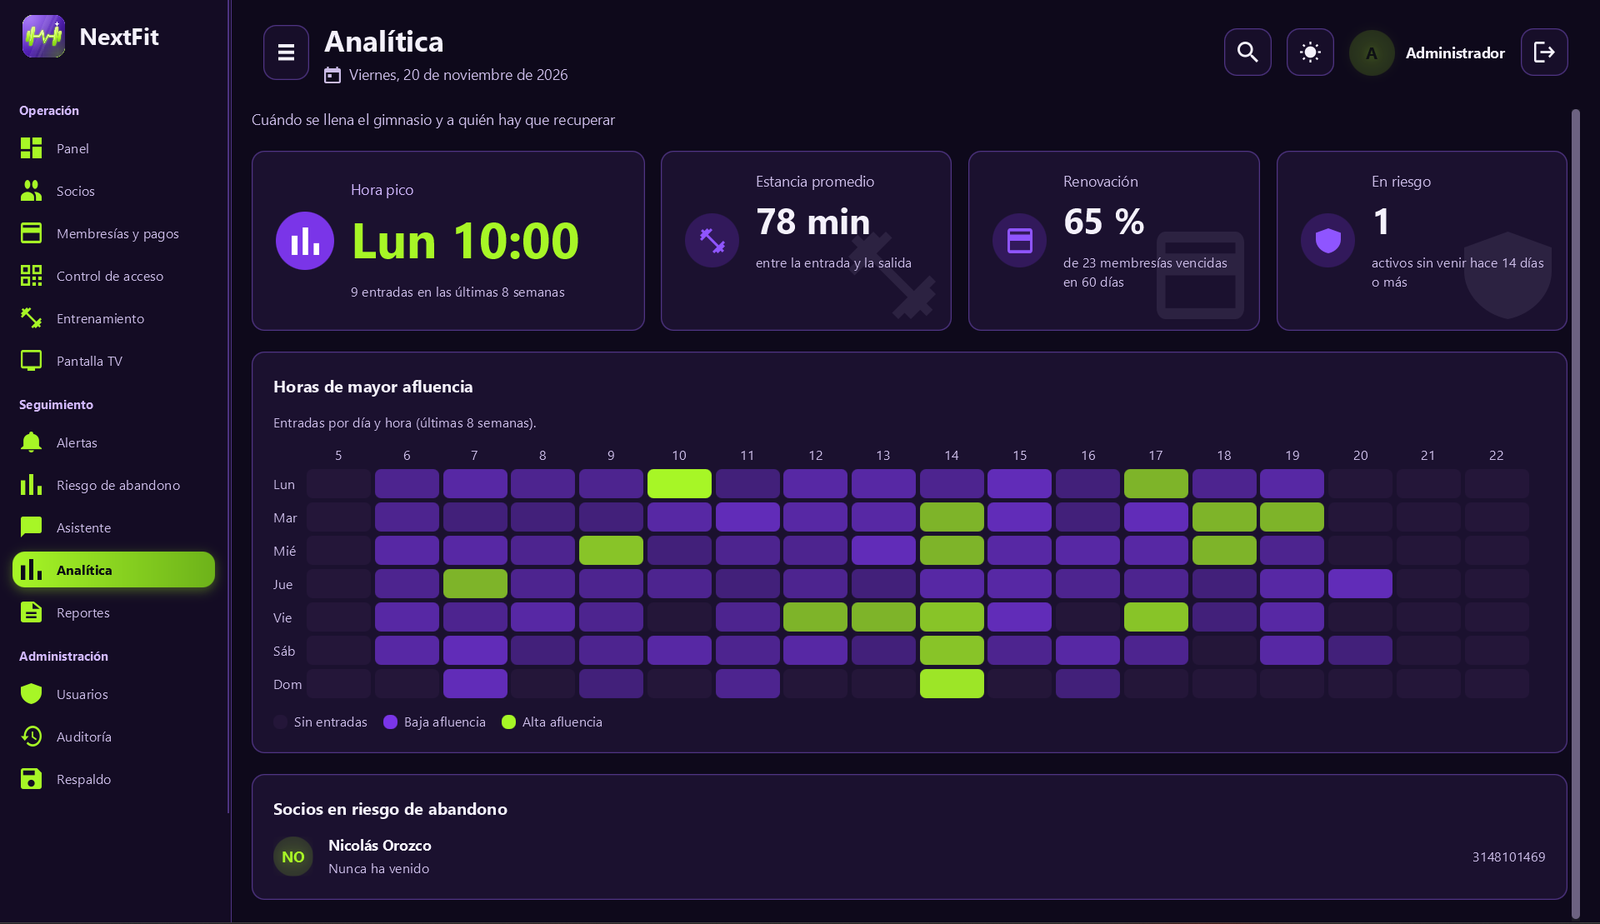 NextFit
Operación
Panel
Socios
Membresías y pagos
Control de acceso
Entrenamiento
Pantalla TV
Seguimiento
Alertas
Riesgo de abandono
Asistente
Analítica
Reportes
Administración
Usuarios
Auditoría
Respaldo
Analítica
Viernes, 20 de noviembre de 2026
A
Administrador
Cuándo se llena el gimnasio y a quién hay que recuperar
Hora pico
Lun 10:00
9 entradas en las últimas 8 semanas
Estancia promedio
78 min
entre la entrada y la salida
Renovación
65 %
de 23 membresías vencidas
en 60 días
En riesgo
1
activos sin venir hace 14 días
o más
Horas de mayor afluencia
Entradas por día y hora (últimas 8 semanas).
5 6 7 8 9 10 11 12 13 14 15 16 17 18 19 20 21 22
Lun
Mar
Mié
Jue
Vie
Sáb
Dom
Sin entradas Baja afluencia Alta afluencia
Socios en riesgo de abandono
NO
Nicolás Orozco
Nunca ha venido
3148101469